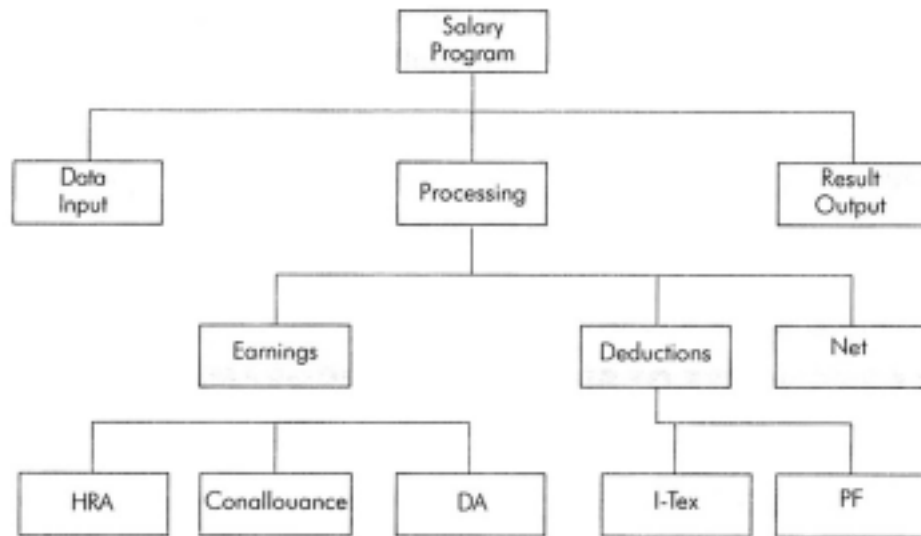 Salary
Program
Data
Input
Processing
Result
Output
Earnings
Deductions
Net
HRA
Conallouance
DA
I-Tex
PF